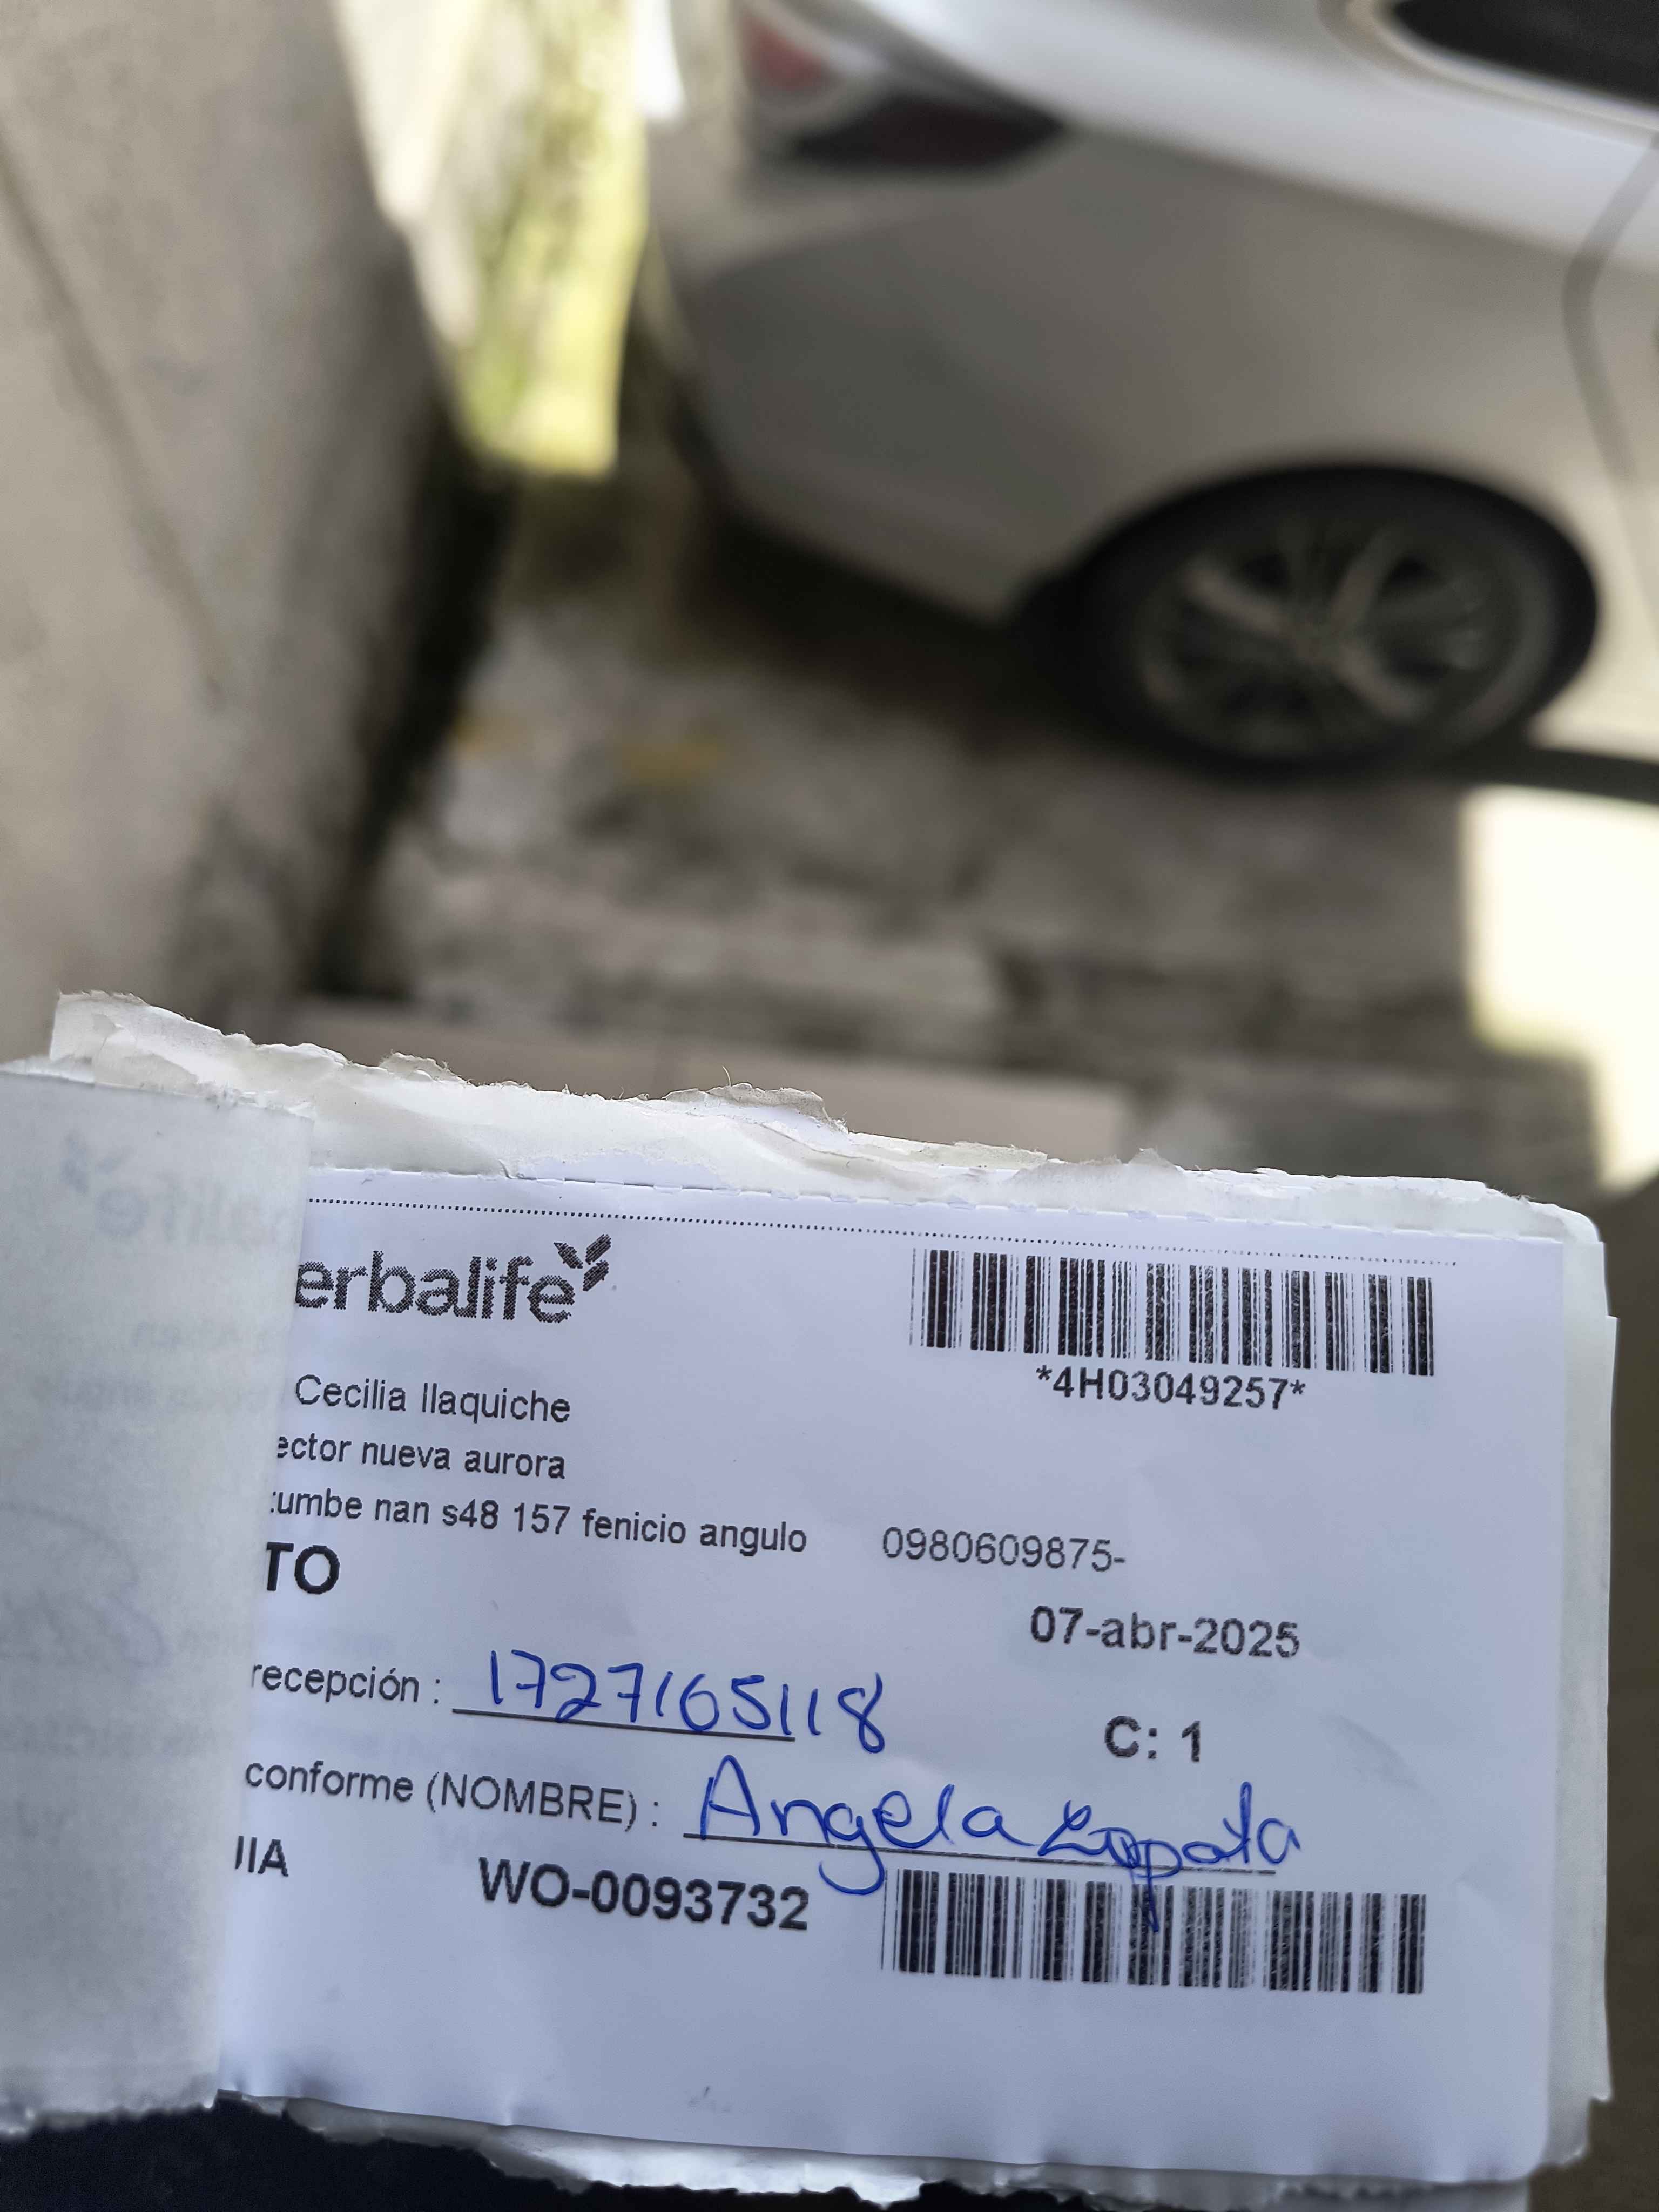 erbalife
*4H03049257*
Cecilia llaquiche
ector nueva aurora
tumbe nan s48 157 fenicio angulo 0980609875-
TO
07-abr-2025
recepción : 1727165118
C: 1
conforme (NOMBRE) : Angela Zapata
IIA WO-0093732